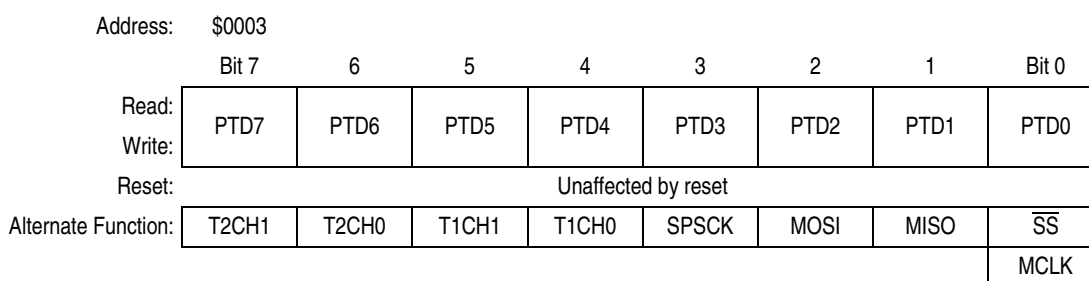 Address: $0003
Bit 7 6 5 4 3 2 1 Bit 0
Read:
PTD7 PTD6 PTD5 PTD4 PTD3 PTD2 PTD1 PTD0
Write:
Reset: Unaffected by reset
Alternate Function: T2CH1 T2CH0 T1CH1 T1CH0 SPSCK MOSI MISO S̅S̅
MCLK